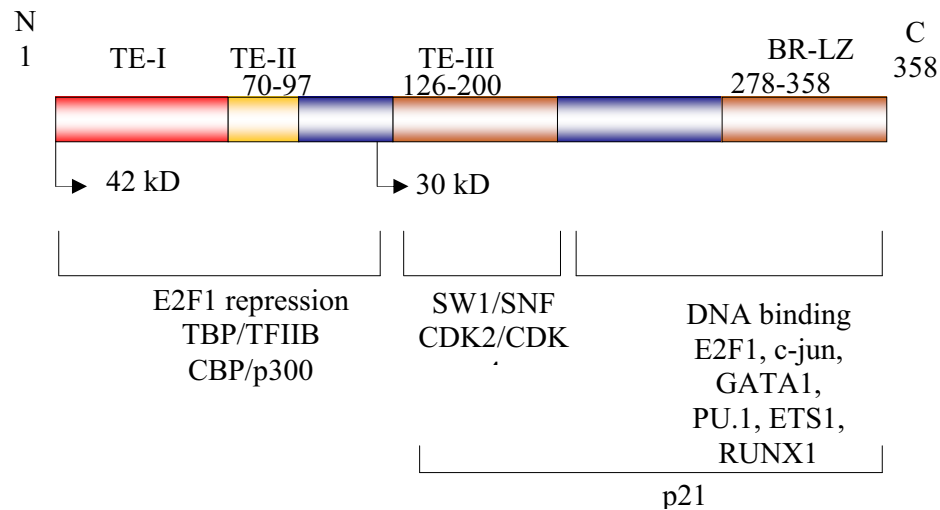 N
1
TE-I
TE-II
70-97
TE-III
126-200
BR-LZ
278-358
C
358
42 kD
30 kD
E2F1 repression
TBP/TFIIB
CBP/p300
SW1/SNF
CDK2/CDK
DNA binding
E2F1, c-jun,
GATA1,
PU.1, ETS1,
RUNX1
p21